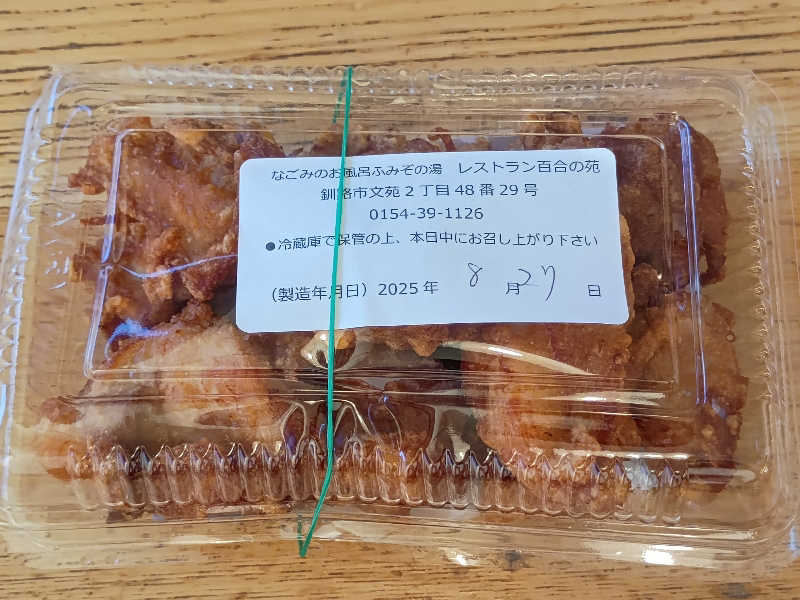 なごみのお風呂ふみぞの湯　レストラン百合の苑
釧路市文苑2丁目48番29号
0154-39-1126
●冷蔵庫で保管の上、本日中にお召し上がり下さい
（製造年月日）2025年 8月27日